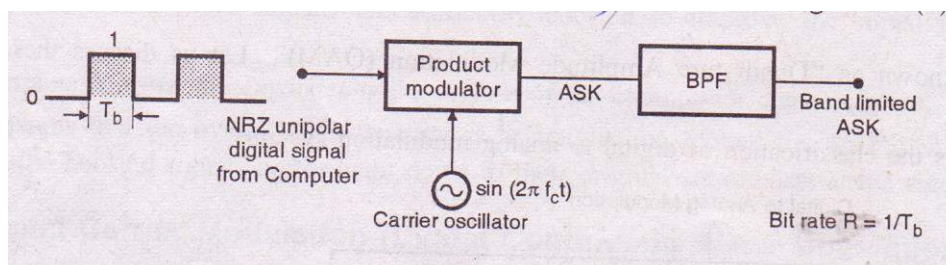 1
0
T_b
NRZ unipolar
digital signal
from Computer
Product
modulator
ASK
sin (2π f_c t)
Carrier oscillator
BPF
Band limited
ASK
Bit rate R = 1/T_b